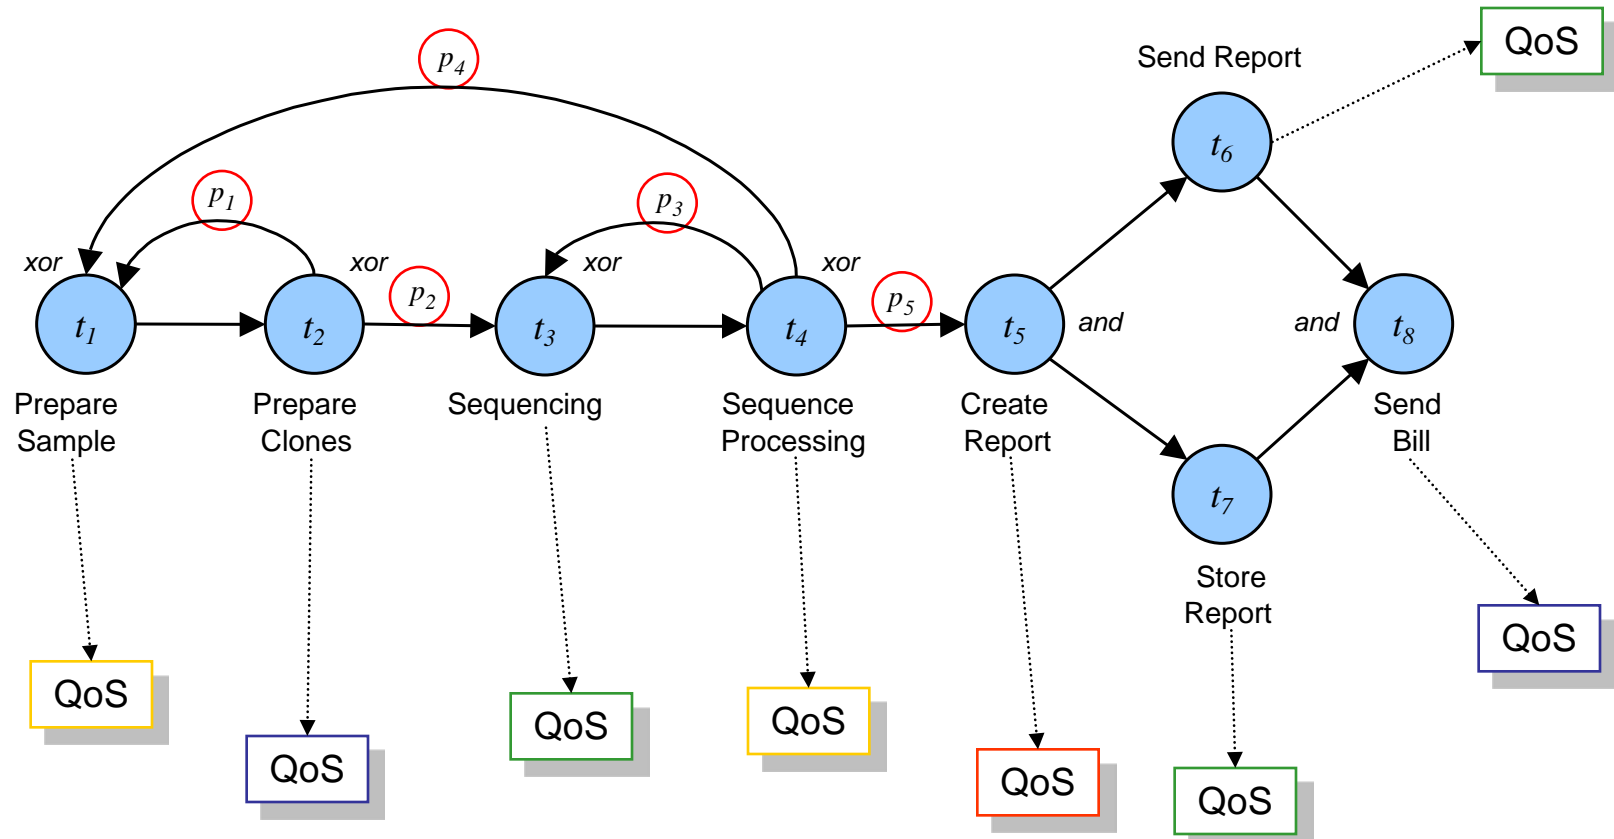 p4
Send Report
QoS
t6
p1
p3
xor
xor
xor
xor
p2
p5
t1
t2
t3
t4
t5
and
and
t8
Prepare
Sample
Prepare
Clones
Sequencing
Sequence
Processing
Create
Report
Send
Bill
t7
Store
Report
QoS
QoS
QoS
QoS
QoS
QoS
QoS